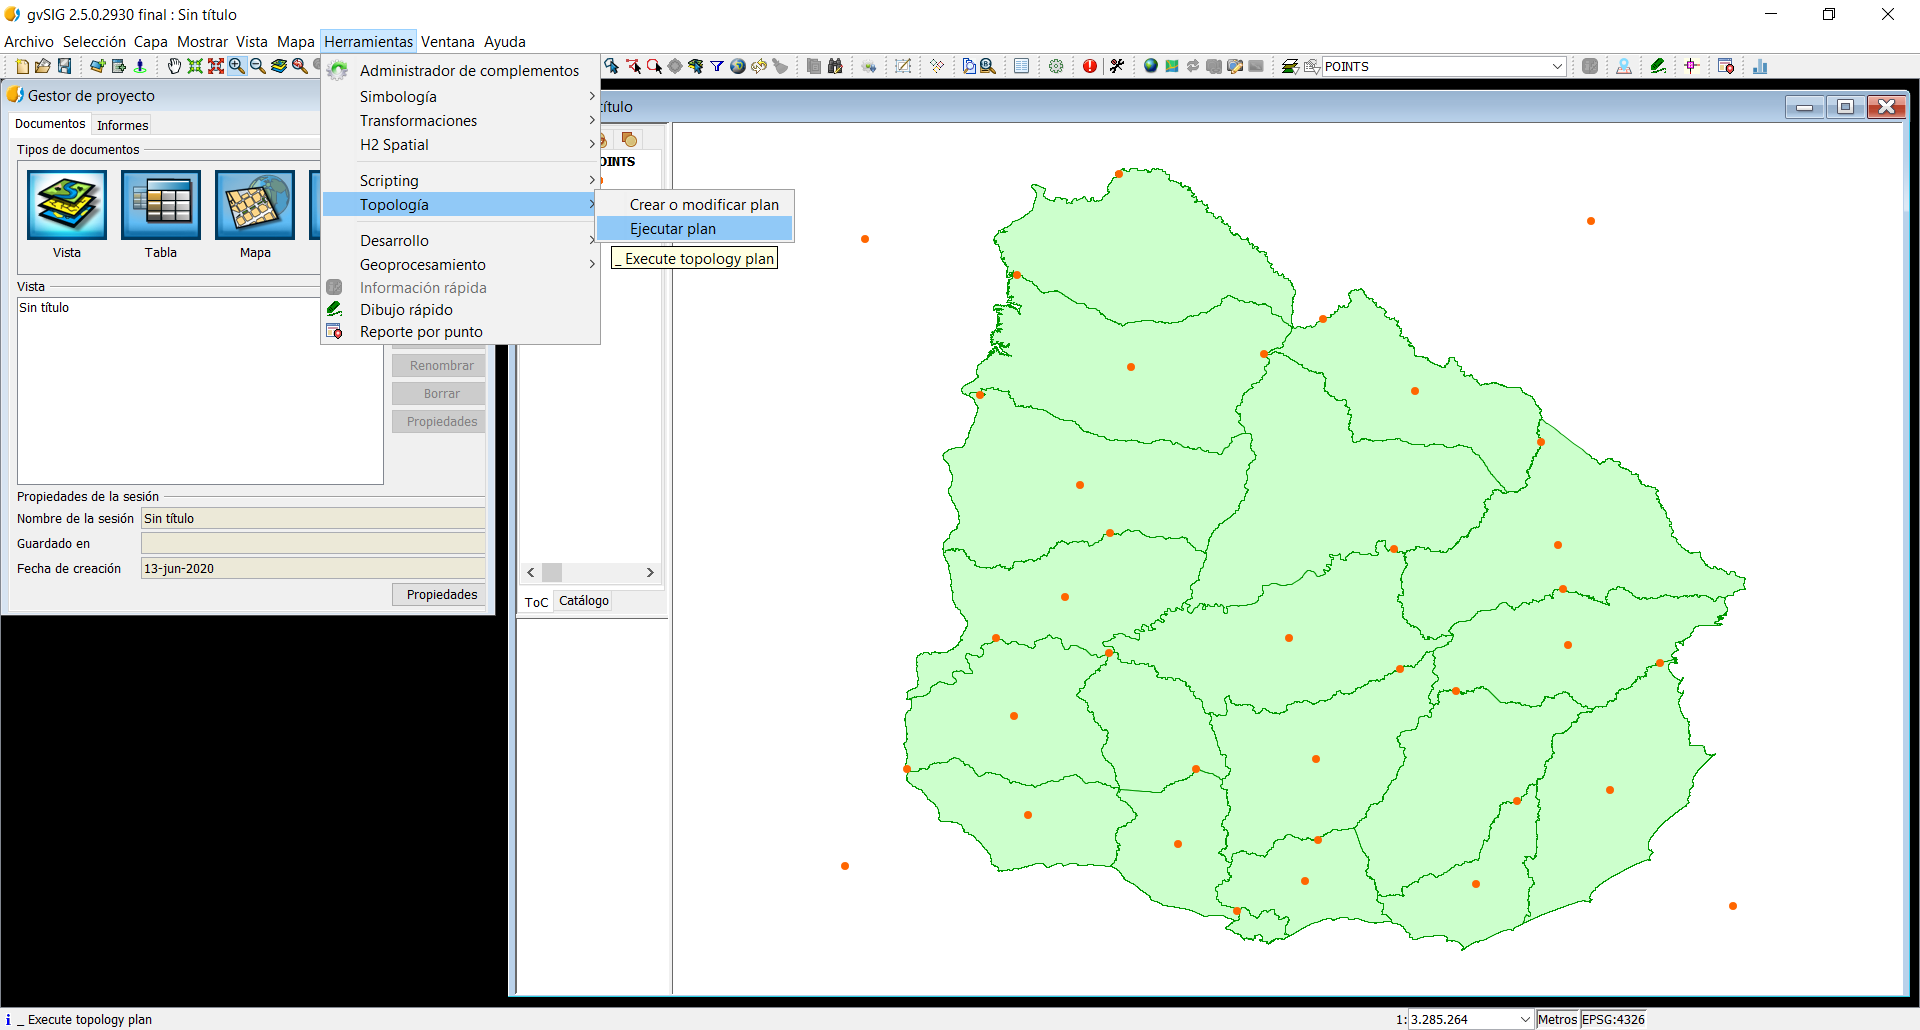 gvSIG 2.5.0.2930 final : Sin título
Archivo Selección Capa Mostrar Vista Mapa Herramientas Ventana Ayuda
POINTS
Gestor de proyecto
Documentos Informes
Tipos de documentos
Vista Tabla Mapa
Vista
Sin título
Renombrar
Borrar
Propiedades
Propiedades de la sesión
Nombre de la sesión Sin título
Guardado en
Fecha de creación 13-jun-2020
Propiedades
Administrador de complementos
Simbología
Transformaciones
H2 Spatial
Scripting
Topología
Desarrollo
Geoprocesamiento
Información rápida
Dibujo rápido
Reporte por punto
Crear o modificar plan
Ejecutar plan
_ Execute topology plan
ítulo
OINTS
ToC Catálogo
_ Execute topology plan
1: 3.285.264 Metros EPSG:4326